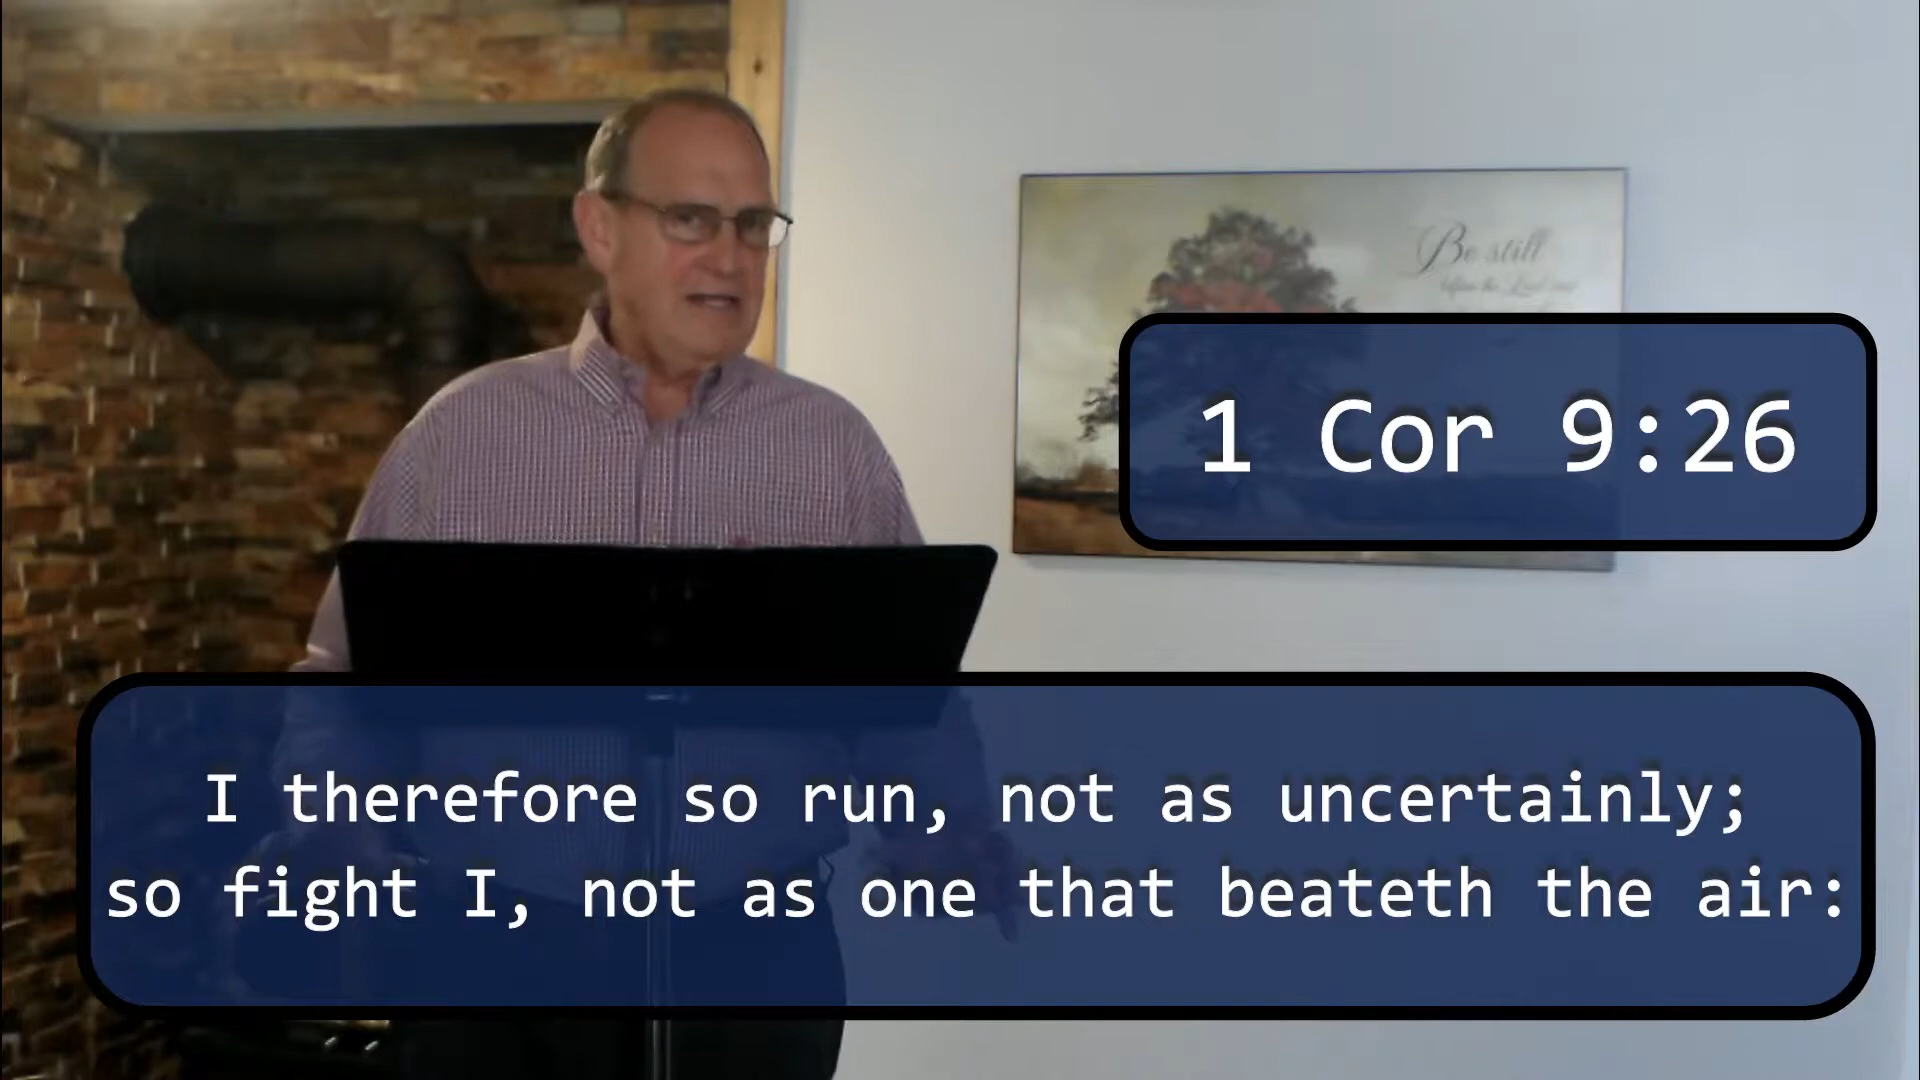 Be still
1 Cor 9:26
I therefore so run, not as uncertainly;
so fight I, not as one that beateth the air: